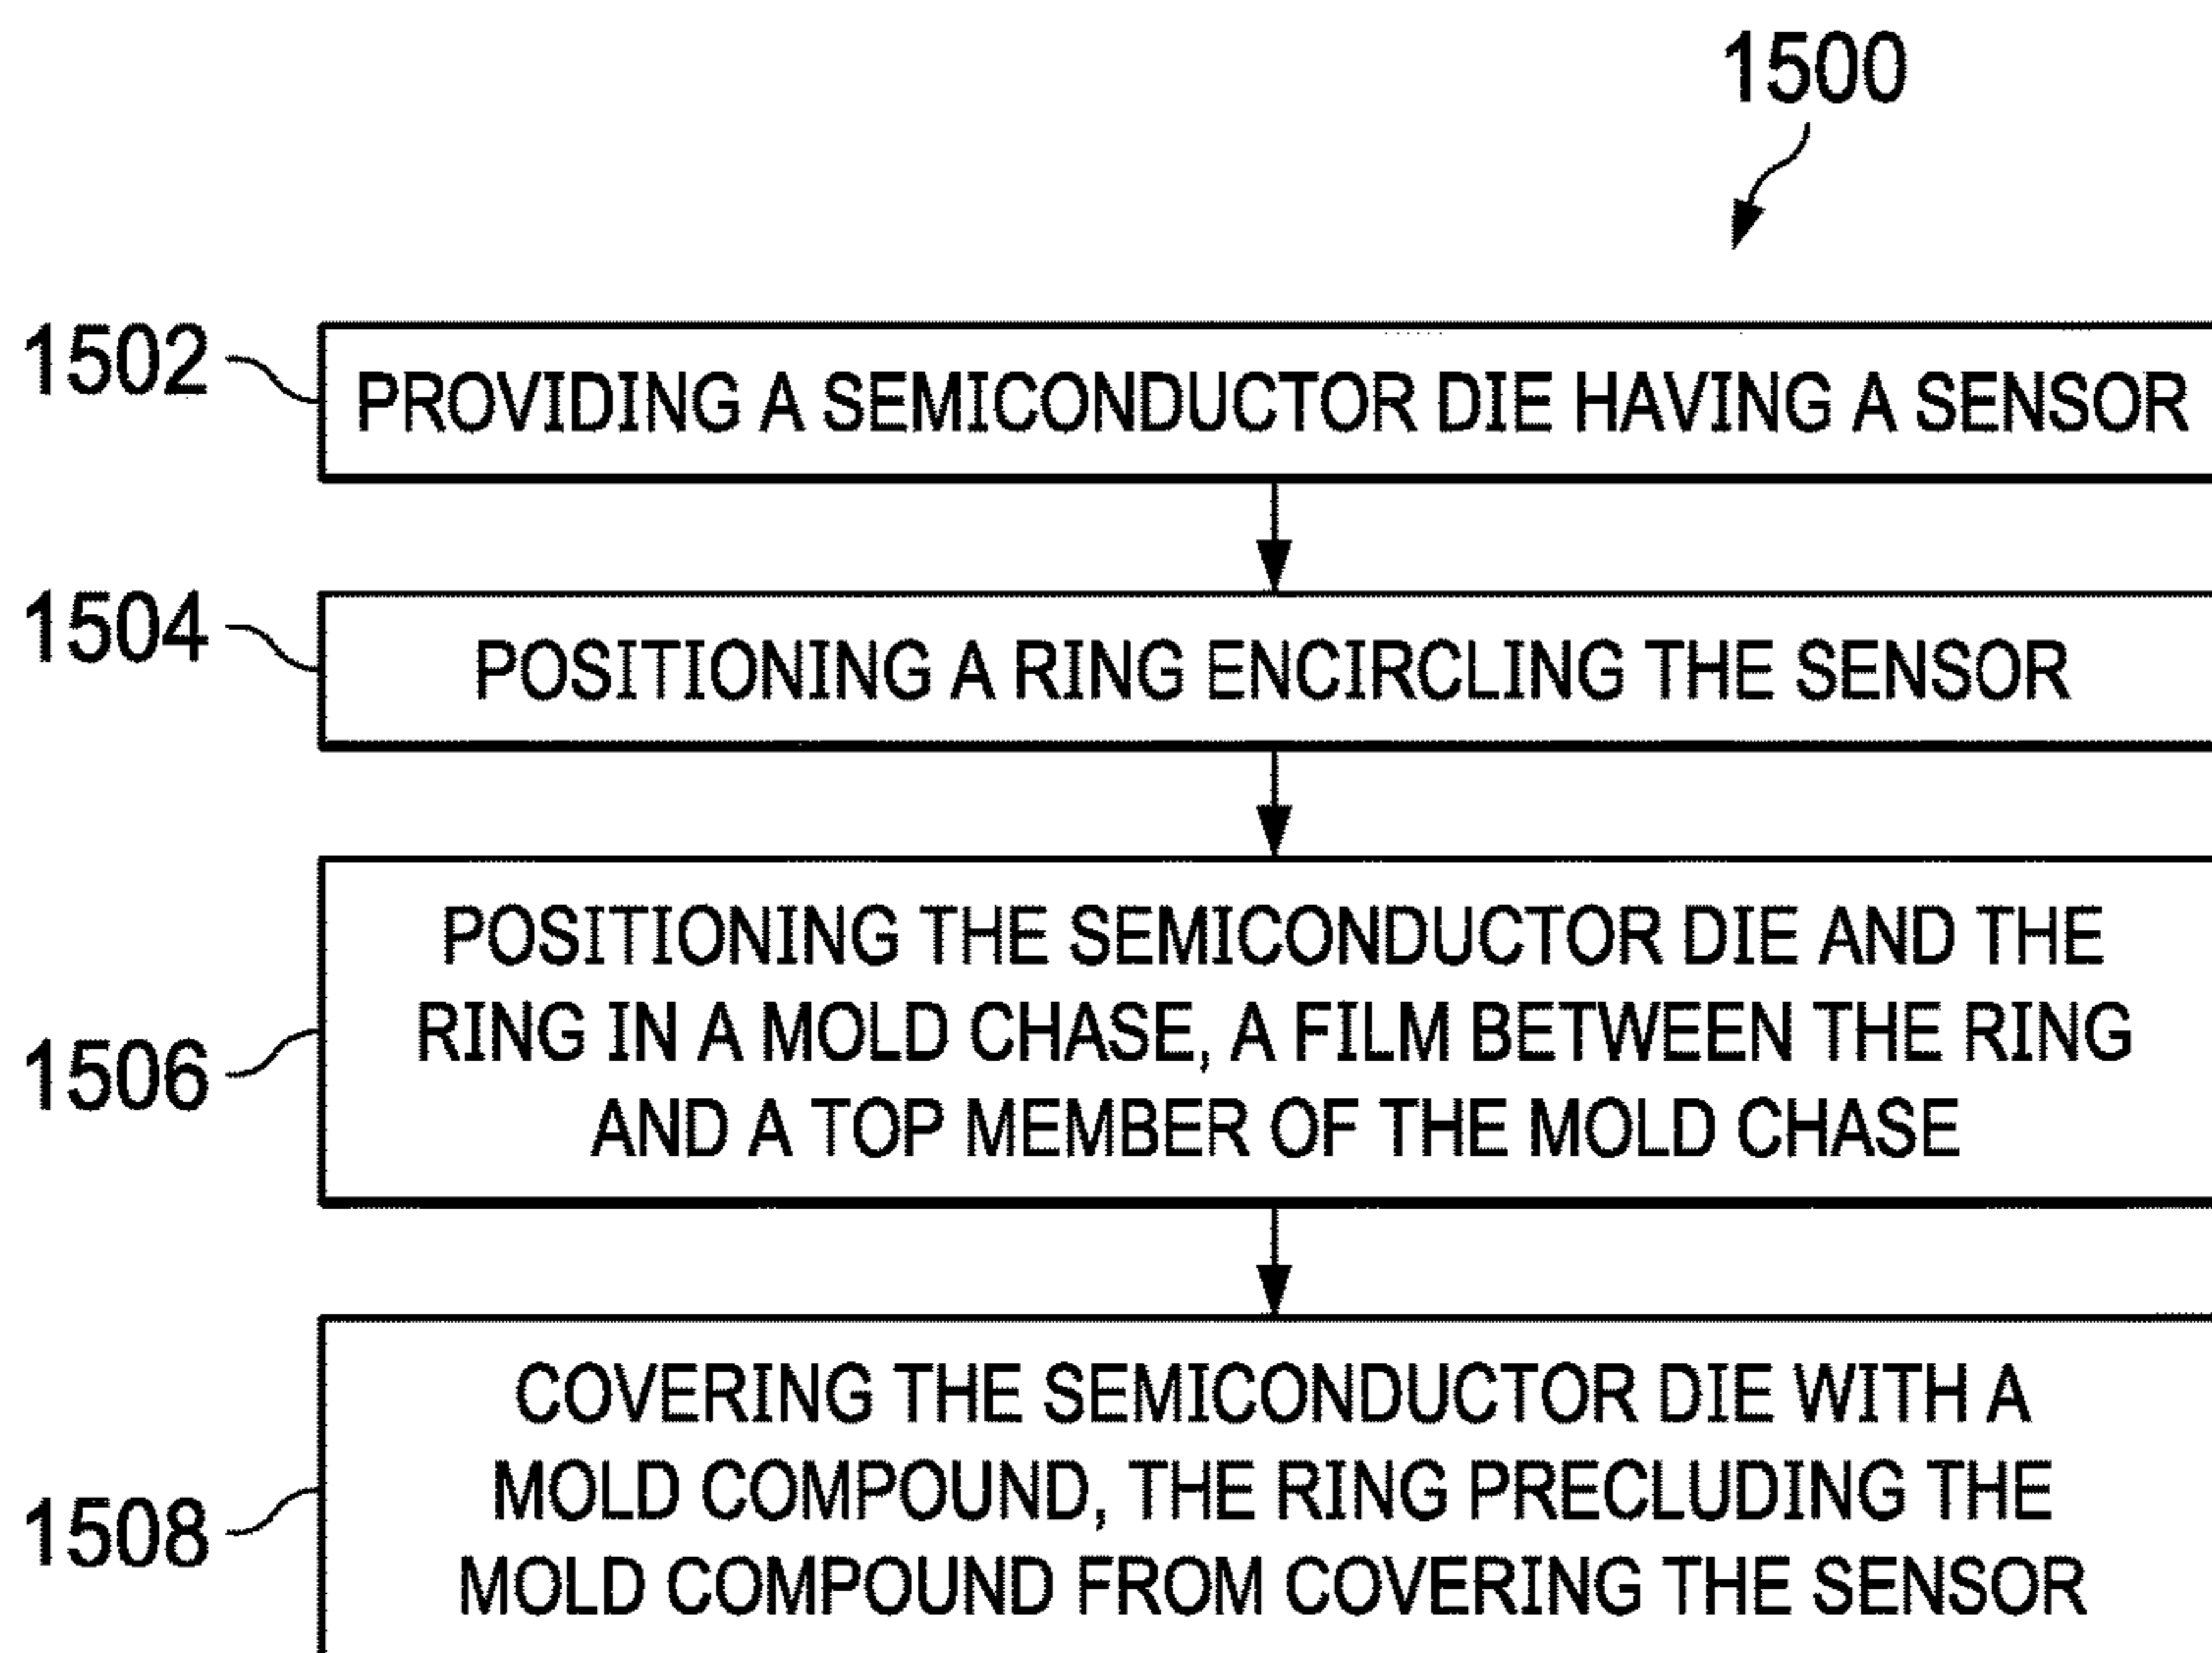 1500
1502
PROVIDING A SEMICONDUCTOR DIE HAVING A SENSOR
1504
POSITIONING A RING ENCIRCLING THE SENSOR
POSITIONING THE SEMICONDUCTOR DIE AND THE
RING IN A MOLD CHASE, A FILM BETWEEN THE RING
AND A TOP MEMBER OF THE MOLD CHASE
1506
COVERING THE SEMICONDUCTOR DIE WITH A
MOLD COMPOUND, THE RING PRECLUDING THE
MOLD COMPOUND FROM COVERING THE SENSOR
1508